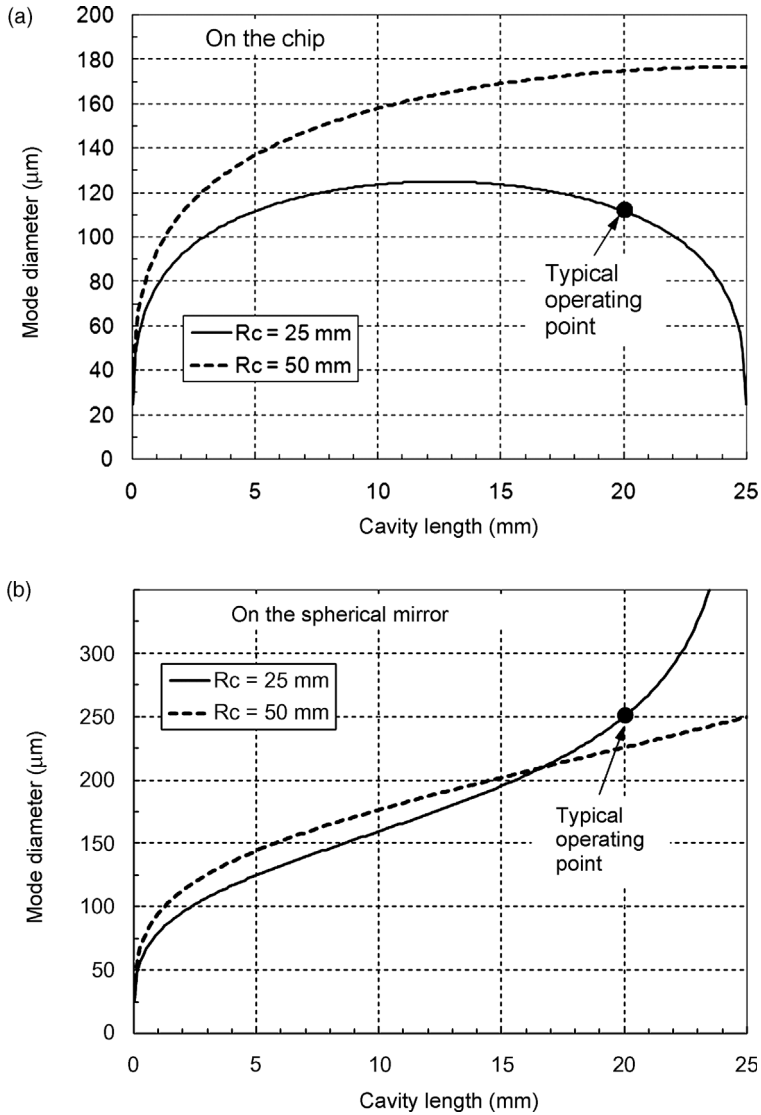 (a)
On the chip
Mode diameter (μm)
200
180
160
140
120
100
80
60
40
20
0
Typical
operating
point
Rc = 25 mm
Rc = 50 mm
0 5 10 15 20 25
Cavity length (mm)
(b)
On the spherical mirror
Mode diameter (μm)
300
250
200
150
100
50
0
Rc = 25 mm
Rc = 50 mm
Typical
operating
point
0 5 10 15 20 25
Cavity length (mm)